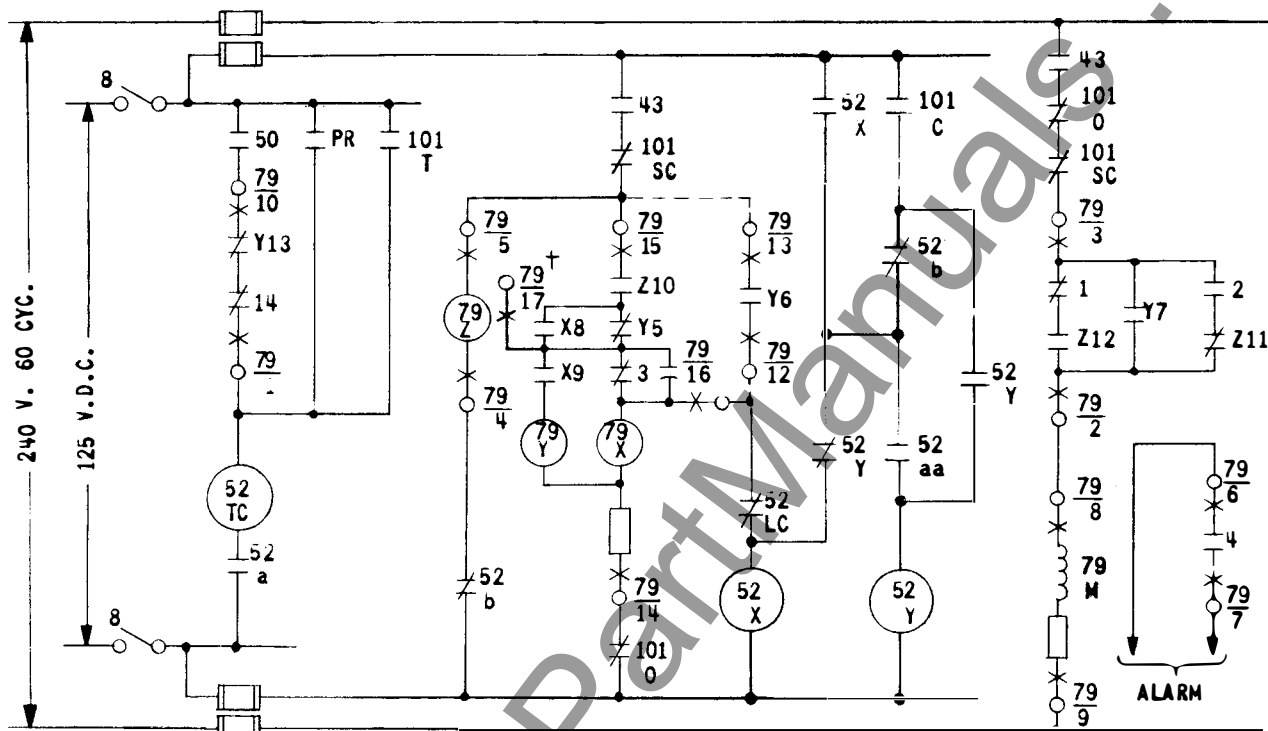 240 V. 60 CYC.
125 V.D.C.
8
50
PR
101
T
79
10
Y13
14
79
52
TC
52
a
8
43
101
SC
79
5
79
15
79
13
79
17
†
79
Z
X8
Z10
Y5
Y6
X9
3
79
16
79
12
79
4
79
Y
79
X
52
b
79
14
101
O
52
LC
52
X
52
X
101
C
52
b
52
Y
52
Y
52
aa
52
Y
43
101
O
101
SC
79
3
1
Y7
2
Z12
Z11
79
2
79
8
79
M
79
9
79
6
4
79
7
ALARM
PartManuals.